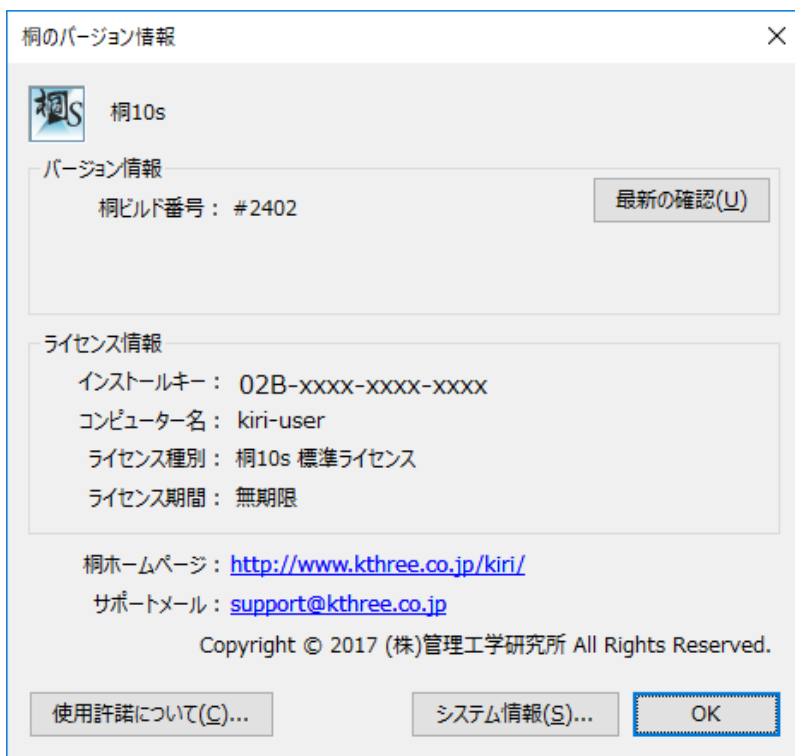 桐のバージョン情報
桐s 桐10s
バージョン情報
桐ビルド番号： #2402
最新の確認(U)
ライセンス情報
インストールキー： 02B-xxxx-xxxx-xxxx
コンピューター名： kiri-user
ライセンス種別： 桐10s 標準ライセンス
ライセンス期間： 無期限
桐ホームページ： http://www.kthree.co.jp/kiri/
サポートメール： support@kthree.co.jp
Copyright © 2017 (株)管理工学研究所 All Rights Reserved.
使用許諾について(C)... システム情報(S)... OK